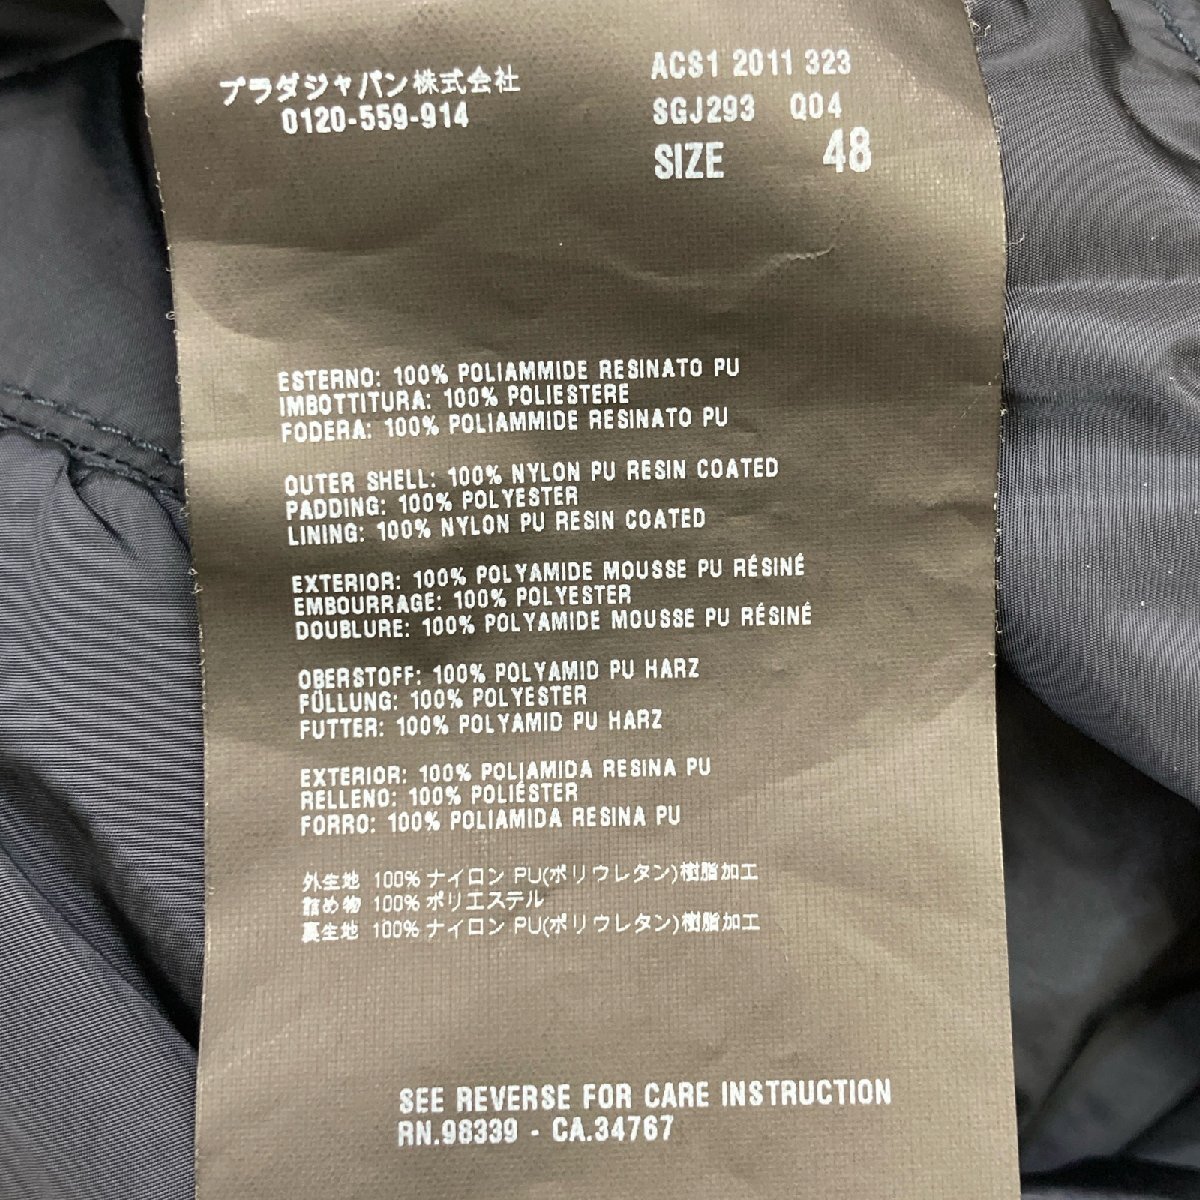 プラダジャパン株式会社
0120-559-914
ACS1 2011 323
SGJ293 Q04
SIZE 48
ESTERNO: 100% POLIAMMIDE RESINATO PU
IMBOTTITURA: 100% POLIESTERE
FODERA: 100% POLIAMMIDE RESINATO PU
OUTER SHELL: 100% NYLON PU RESIN COATED
PADDING: 100% POLYESTER
LINING: 100% NYLON PU RESIN COATED
EXTERIOR: 100% POLYAMIDE MOUSSE PU RÉSINÉ
EMBOURRAGE: 100% POLYESTER
DOUBLURE: 100% POLYAMIDE MOUSSE PU RÉSINÉ
OBERSTOFF: 100% POLYAMID PU HARZ
FÜLLUNG: 100% POLYESTER
FUTTER: 100% POLYAMID PU HARZ
EXTERIOR: 100% POLIAMIDA RESINA PU
RELLENO: 100% POLIÉSTER
FORRO: 100% POLIAMIDA RESINA PU
外生地 100% ナイロン PU(ポリウレタン)樹脂加工
詰め物 100% ポリエステル
裏生地 100% ナイロン PU(ポリウレタン)樹脂加工
SEE REVERSE FOR CARE INSTRUCTION
RN.98339 - CA.34767